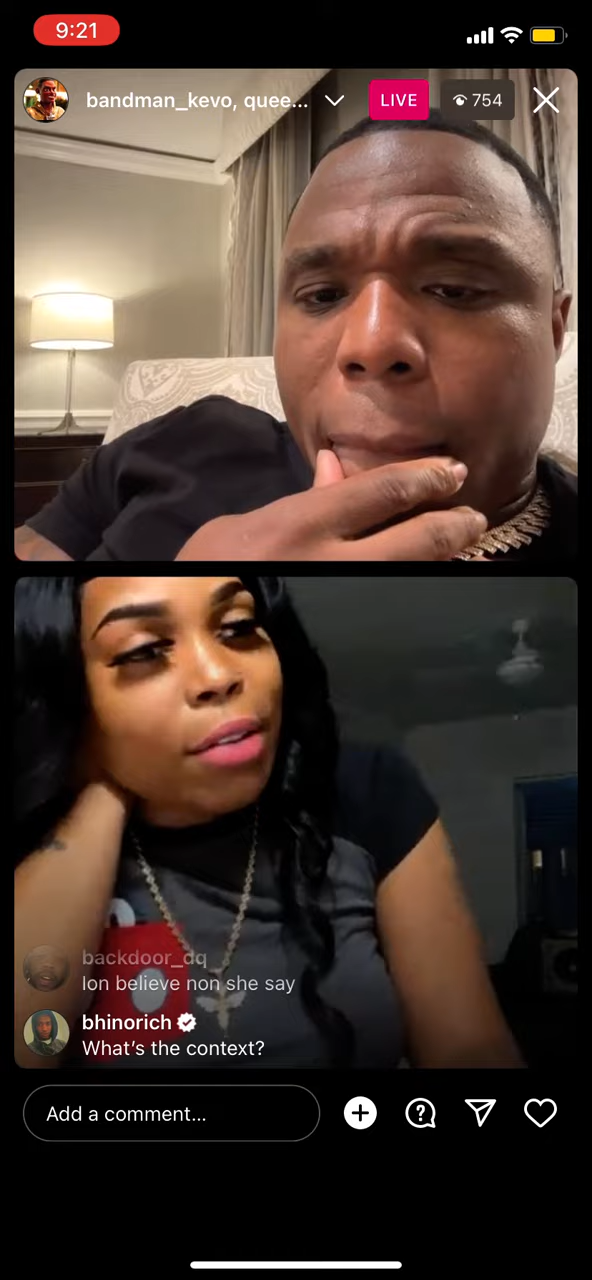 9:21
bandman_kevo, quee...
LIVE
754
backdoor_dq
Ion believe non she say
bhinorich
What's the context?
Add a comment...